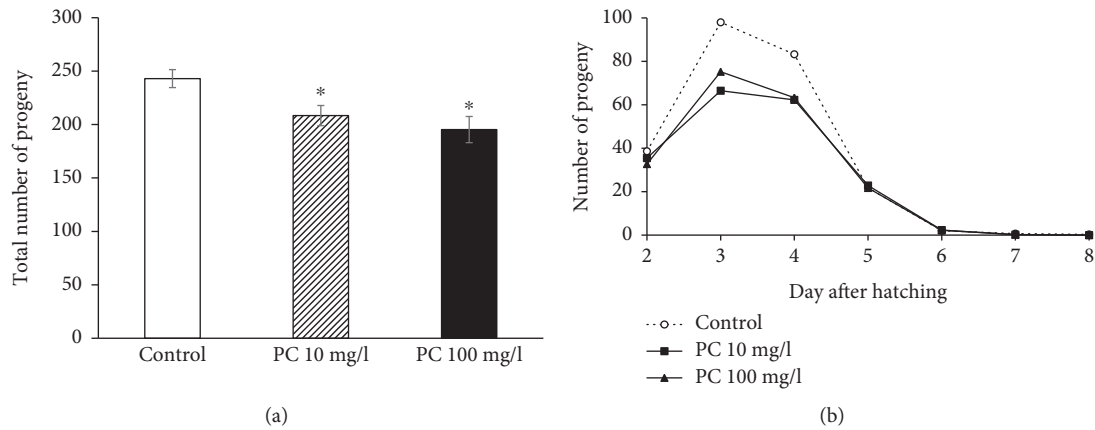 300
250
200
150
100
50
0
Total number of progeny
*
*
Control
PC 10 mg/l
PC 100 mg/l
(a)
100
80
60
40
20
0
Number of progeny
2 3 4 5 6 7 8
Day after hatching
Control
PC 10 mg/l
PC 100 mg/l
(b)